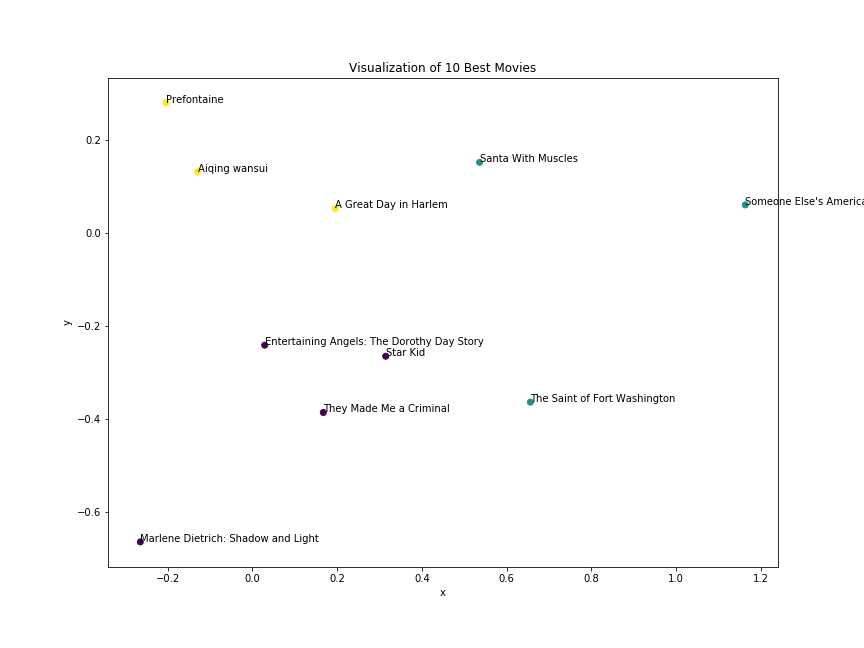 Visualization of 10 Best Movies
Prefontaine
Aiqing wansui
Santa With Muscles
A Great Day in Harlem
Someone Else's America
Entertaining Angels: The Dorothy Day Story
Star Kid
They Made Me a Criminal
The Saint of Fort Washington
Marlene Dietrich: Shadow and Light
y
0.2
0.0
−0.2
−0.4
−0.6
−0.2
0.0
0.2
0.4
0.6
0.8
1.0
1.2
x